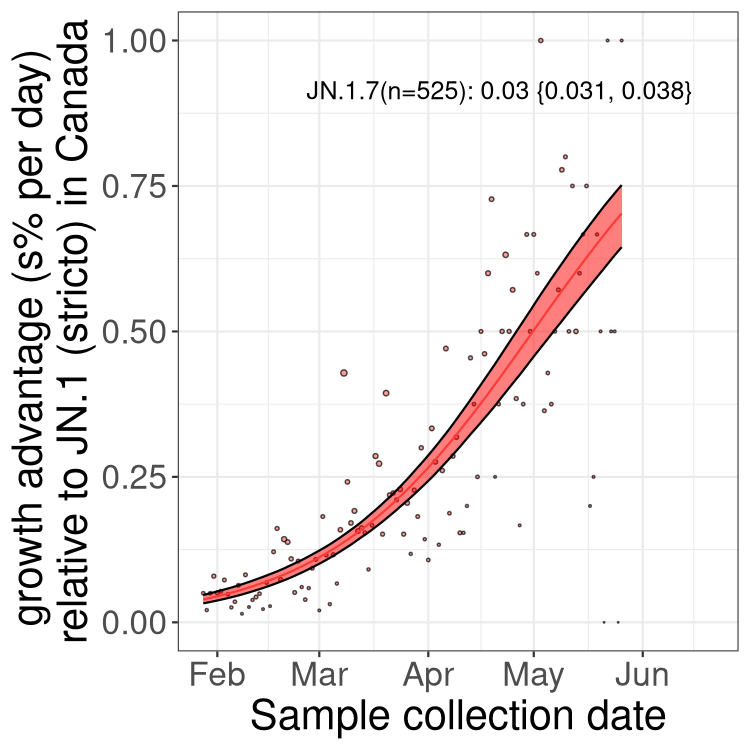 growth advantage (s% per day)
relative to JN.1 (stricto) in Canada
1.00
0.75
0.50
0.25
0.00
JN.1.7(n=525): 0.03 {0.031, 0.038}
Feb Mar Apr May Jun
Sample collection date